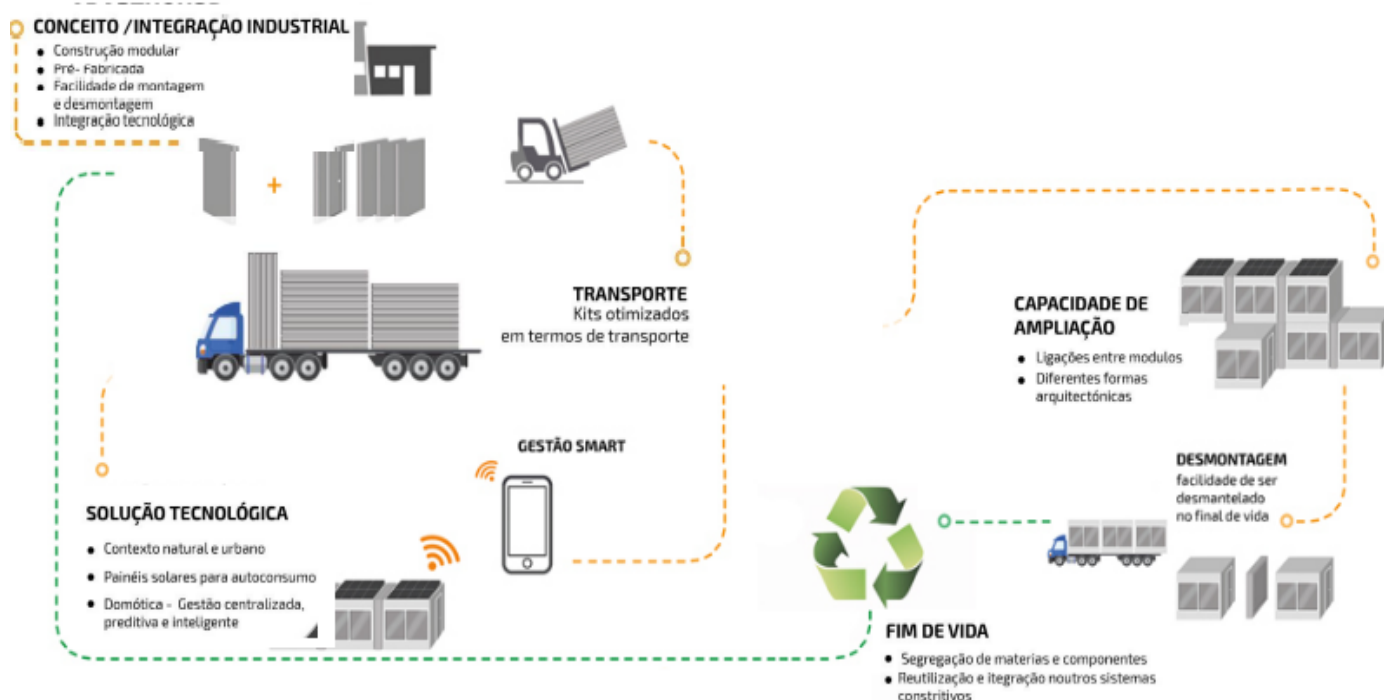 CONCEITO / INTEGRAÇÃO INDUSTRIAL
• Construção modular
• Pré- Fabricada
• Facilidade de montagem
e desmontagem
• Integração tecnológica
+
TRANSPORTE
Kits otimizados
em termos de transporte
CAPACIDADE DE
AMPLIAÇÃO
• Ligações entre modulos
• Diferentes formas
arquitectónicas
GESTÃO SMART
DESMONTAGEM
facilidade de ser
desmantelado
no final de vida
SOLUÇÃO TECNOLÓGICA
• Contexto natural e urbano
• Painéis solares para autoconsumo
• Domótica - Gestão centralizada,
preditiva e inteligente
FIM DE VIDA
• Segregação de materias e componentes
• Reutilização e itegração noutros sistemas
constritivos